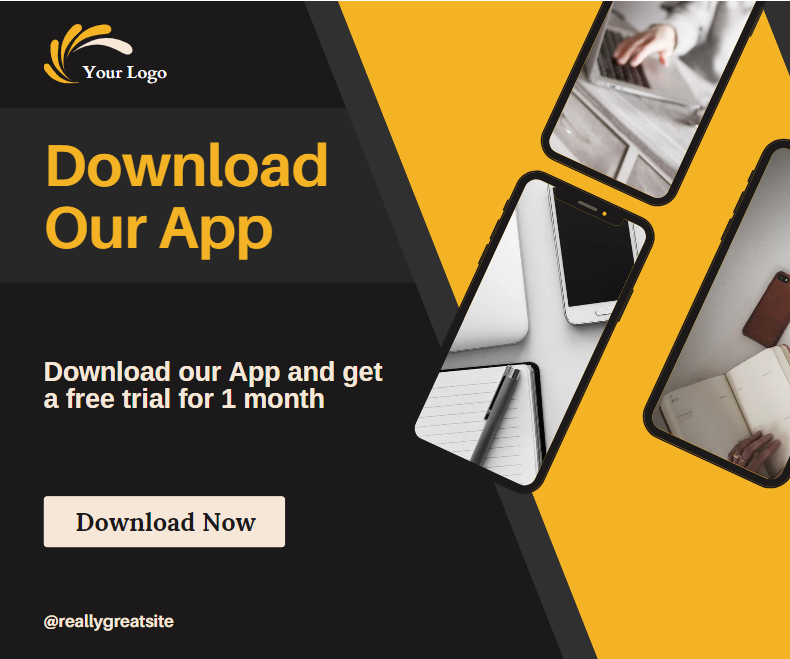 Your Logo
Download
Our App
Download our App and get
a free trial for 1 month
Download Now
@reallygreatsite